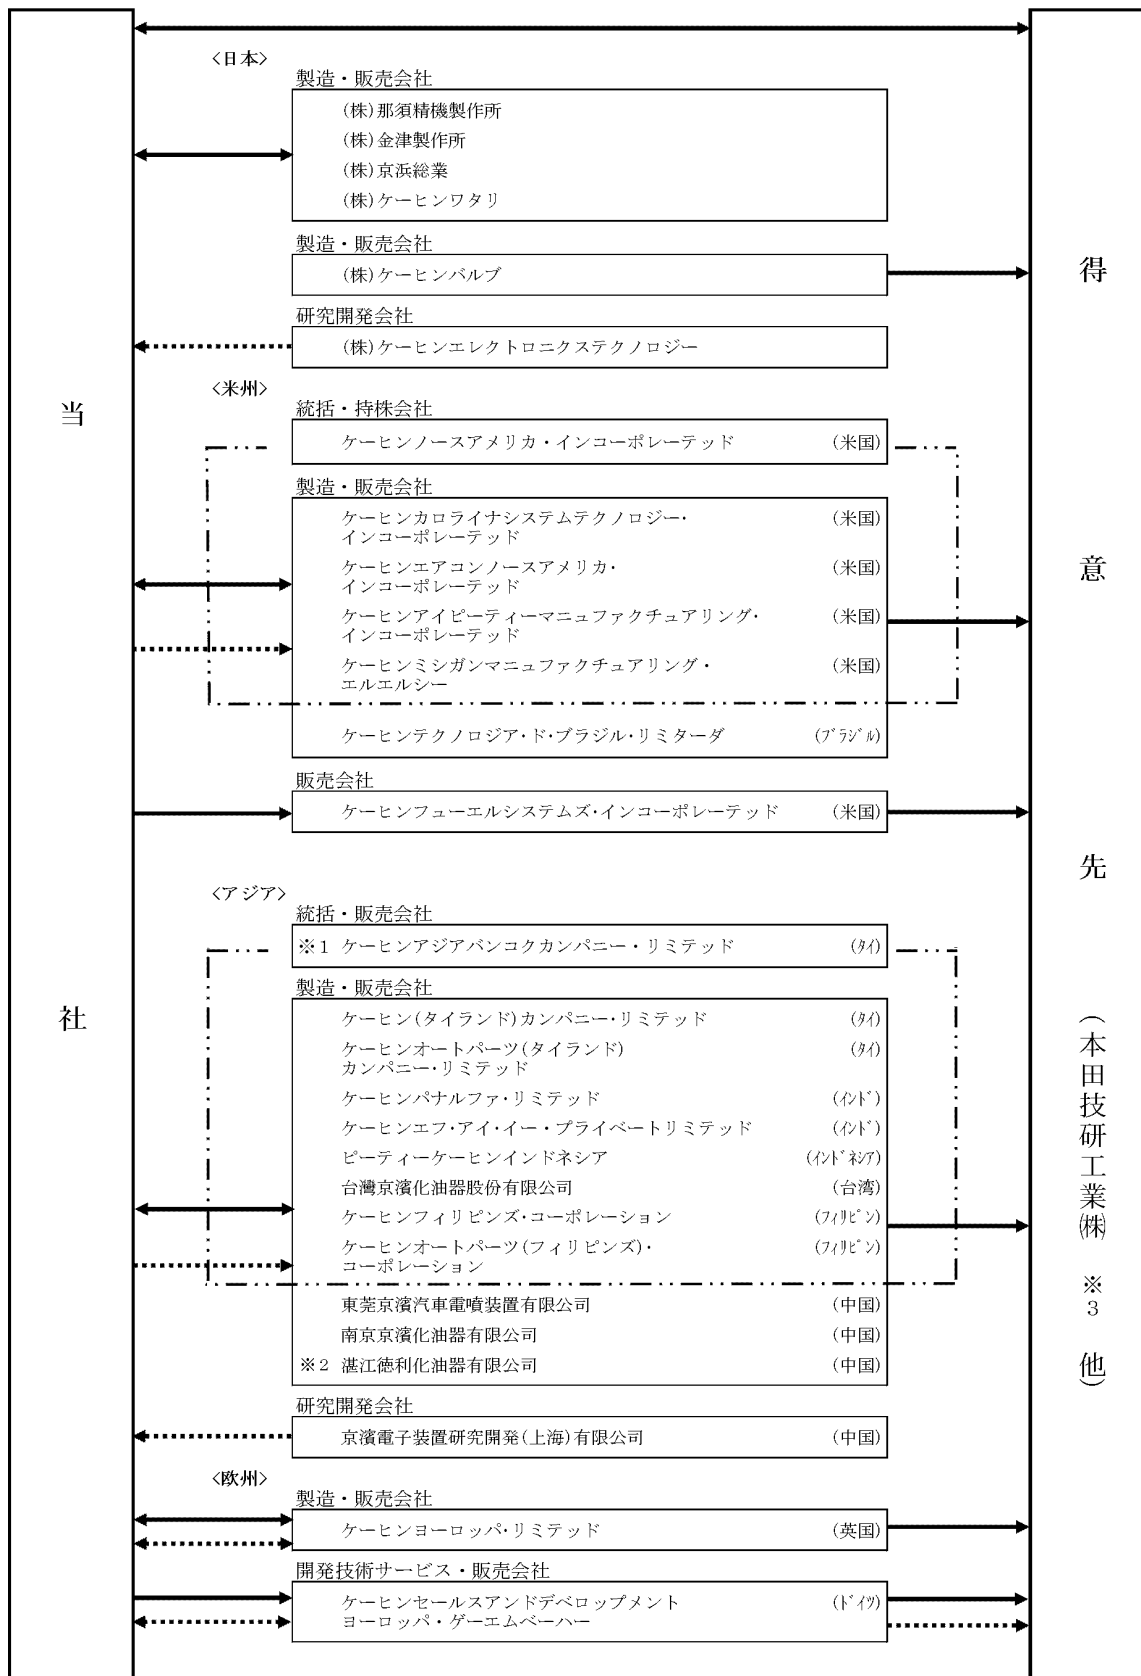 当社
得意先
(本田技研工業㈱ ※3 他)
<日本>
製造・販売会社
(株)那須精機製作所
(株)金津製作所
(株)京浜総業
(株)ケーヒンワタリ
製造・販売会社
(株)ケーヒンバルブ
研究開発会社
(株)ケーヒンエレクトロニクステクノロジー
<米州>
統括・持株会社
ケーヒンノースアメリカ・インコーポレーテッド (米国)
製造・販売会社
ケーヒンカロライナシステムテクノロジー・ (米国)
インコーポレーテッド
ケーヒンエアコンノースアメリカ・ (米国)
インコーポレーテッド
ケーヒンアイピーティーマニュファクチュアリング・ (米国)
インコーポレーテッド
ケーヒンミシガンマニュファクチュアリング・ (米国)
エルエルシー
ケーヒンテクノロジア・ド・ブラジル・リミターダ (ﾌﾞﾗｼﾞﾙ)
販売会社
ケーヒンフューエルシステムズ・インコーポレーテッド (米国)
<アジア>
統括・販売会社
※1 ケーヒンアジアバンコクカンパニー・リミテッド (ﾀｲ)
製造・販売会社
ケーヒン(タイランド)カンパニー・リミテッド (ﾀｲ)
ケーヒンオートパーツ(タイランド) (ﾀｲ)
カンパニー・リミテッド
ケーヒンパナルファ・リミテッド (ｲﾝﾄﾞ)
ケーヒンエフ・アイ・イー・プライベートリミテッド (ｲﾝﾄﾞ)
ピーティーケーヒンインドネシア (ｲﾝﾄﾞﾈｼｱ)
台灣京濱化油器股份有限公司 (台湾)
ケーヒンフィリピンズ・コーポレーション (ﾌｨﾘﾋﾟﾝ)
ケーヒンオートパーツ(フィリピンズ)・ (ﾌｨﾘﾋﾟﾝ)
コーポレーション
東莞京濱汽車電噴装置有限公司 (中国)
南京京濱化油器有限公司 (中国)
※2 湛江徳利化油器有限公司 (中国)
研究開発会社
京濱電子装置研究開発(上海)有限公司 (中国)
<欧州>
製造・販売会社
ケーヒンヨーロッパ・リミテッド (英国)
開発技術サービス・販売会社
ケーヒンセールスアンドデベロップメント (ﾄﾞｲﾂ)
ヨーロッパ・ゲーエムベーハー